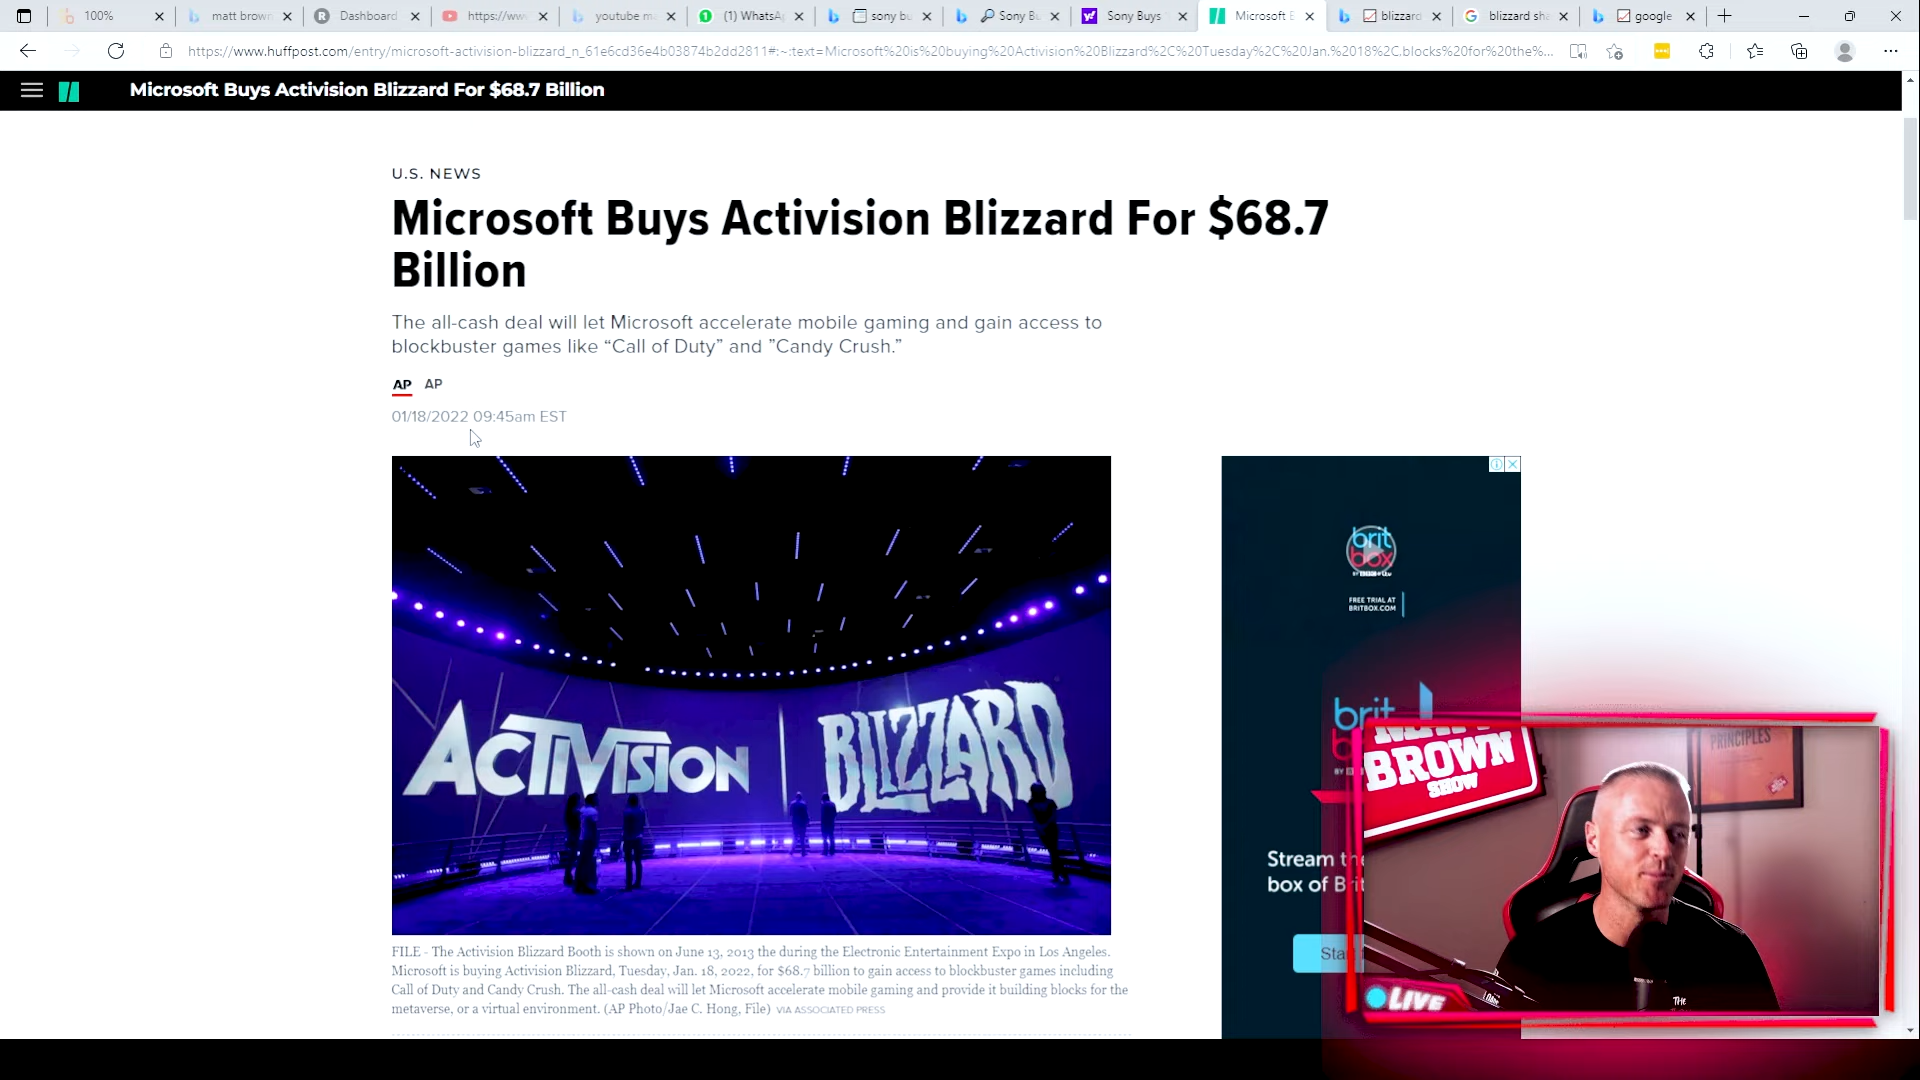 100%
matt brown
Dashboard
https://ww
youtube m
(1) WhatsA
sony bu
Sony Bu
Sony Buys
Microsoft B
blizzard
blizzard sha
google
https://www.huffpost.com/entry/microsoft-activision-blizzard_n_61e6cd36e4b03874b2dd2811#:~:text=Microsoft%20is%20buying%20Activision%20Blizzard%2C%20Tuesday%2C%20Jan.%2018%2C,blocks%20for%20the%...
Microsoft Buys Activision Blizzard For $68.7 Billion
U.S. NEWS
Microsoft Buys Activision Blizzard For $68.7
Billion
The all-cash deal will let Microsoft accelerate mobile gaming and gain access to
blockbuster games like “Call of Duty” and ”Candy Crush.”
AP AP
01/18/2022 09:45am EST
ACTIVISION BLIZZARD
FILE - The Activision Blizzard Booth is shown on June 13, 2013 the during the Electronic Entertainment Expo in Los Angeles.
Microsoft is buying Activision Blizzard, Tuesday, Jan. 18, 2022, for $68.7 billion to gain access to blockbuster games including
Call of Duty and Candy Crush. The all-cash deal will let Microsoft accelerate mobile gaming and provide it building blocks for the
metaverse, or a virtual environment. (AP Photo/Jae C. Hong, File) VIA ASSOCIATED PRESS
brit
box
FREE TRIAL AT
BRITBOX.COM
brit
Stream the
box of Brit
Star
BROWN
SHOW
PRINCIPLES
THE
LIVE